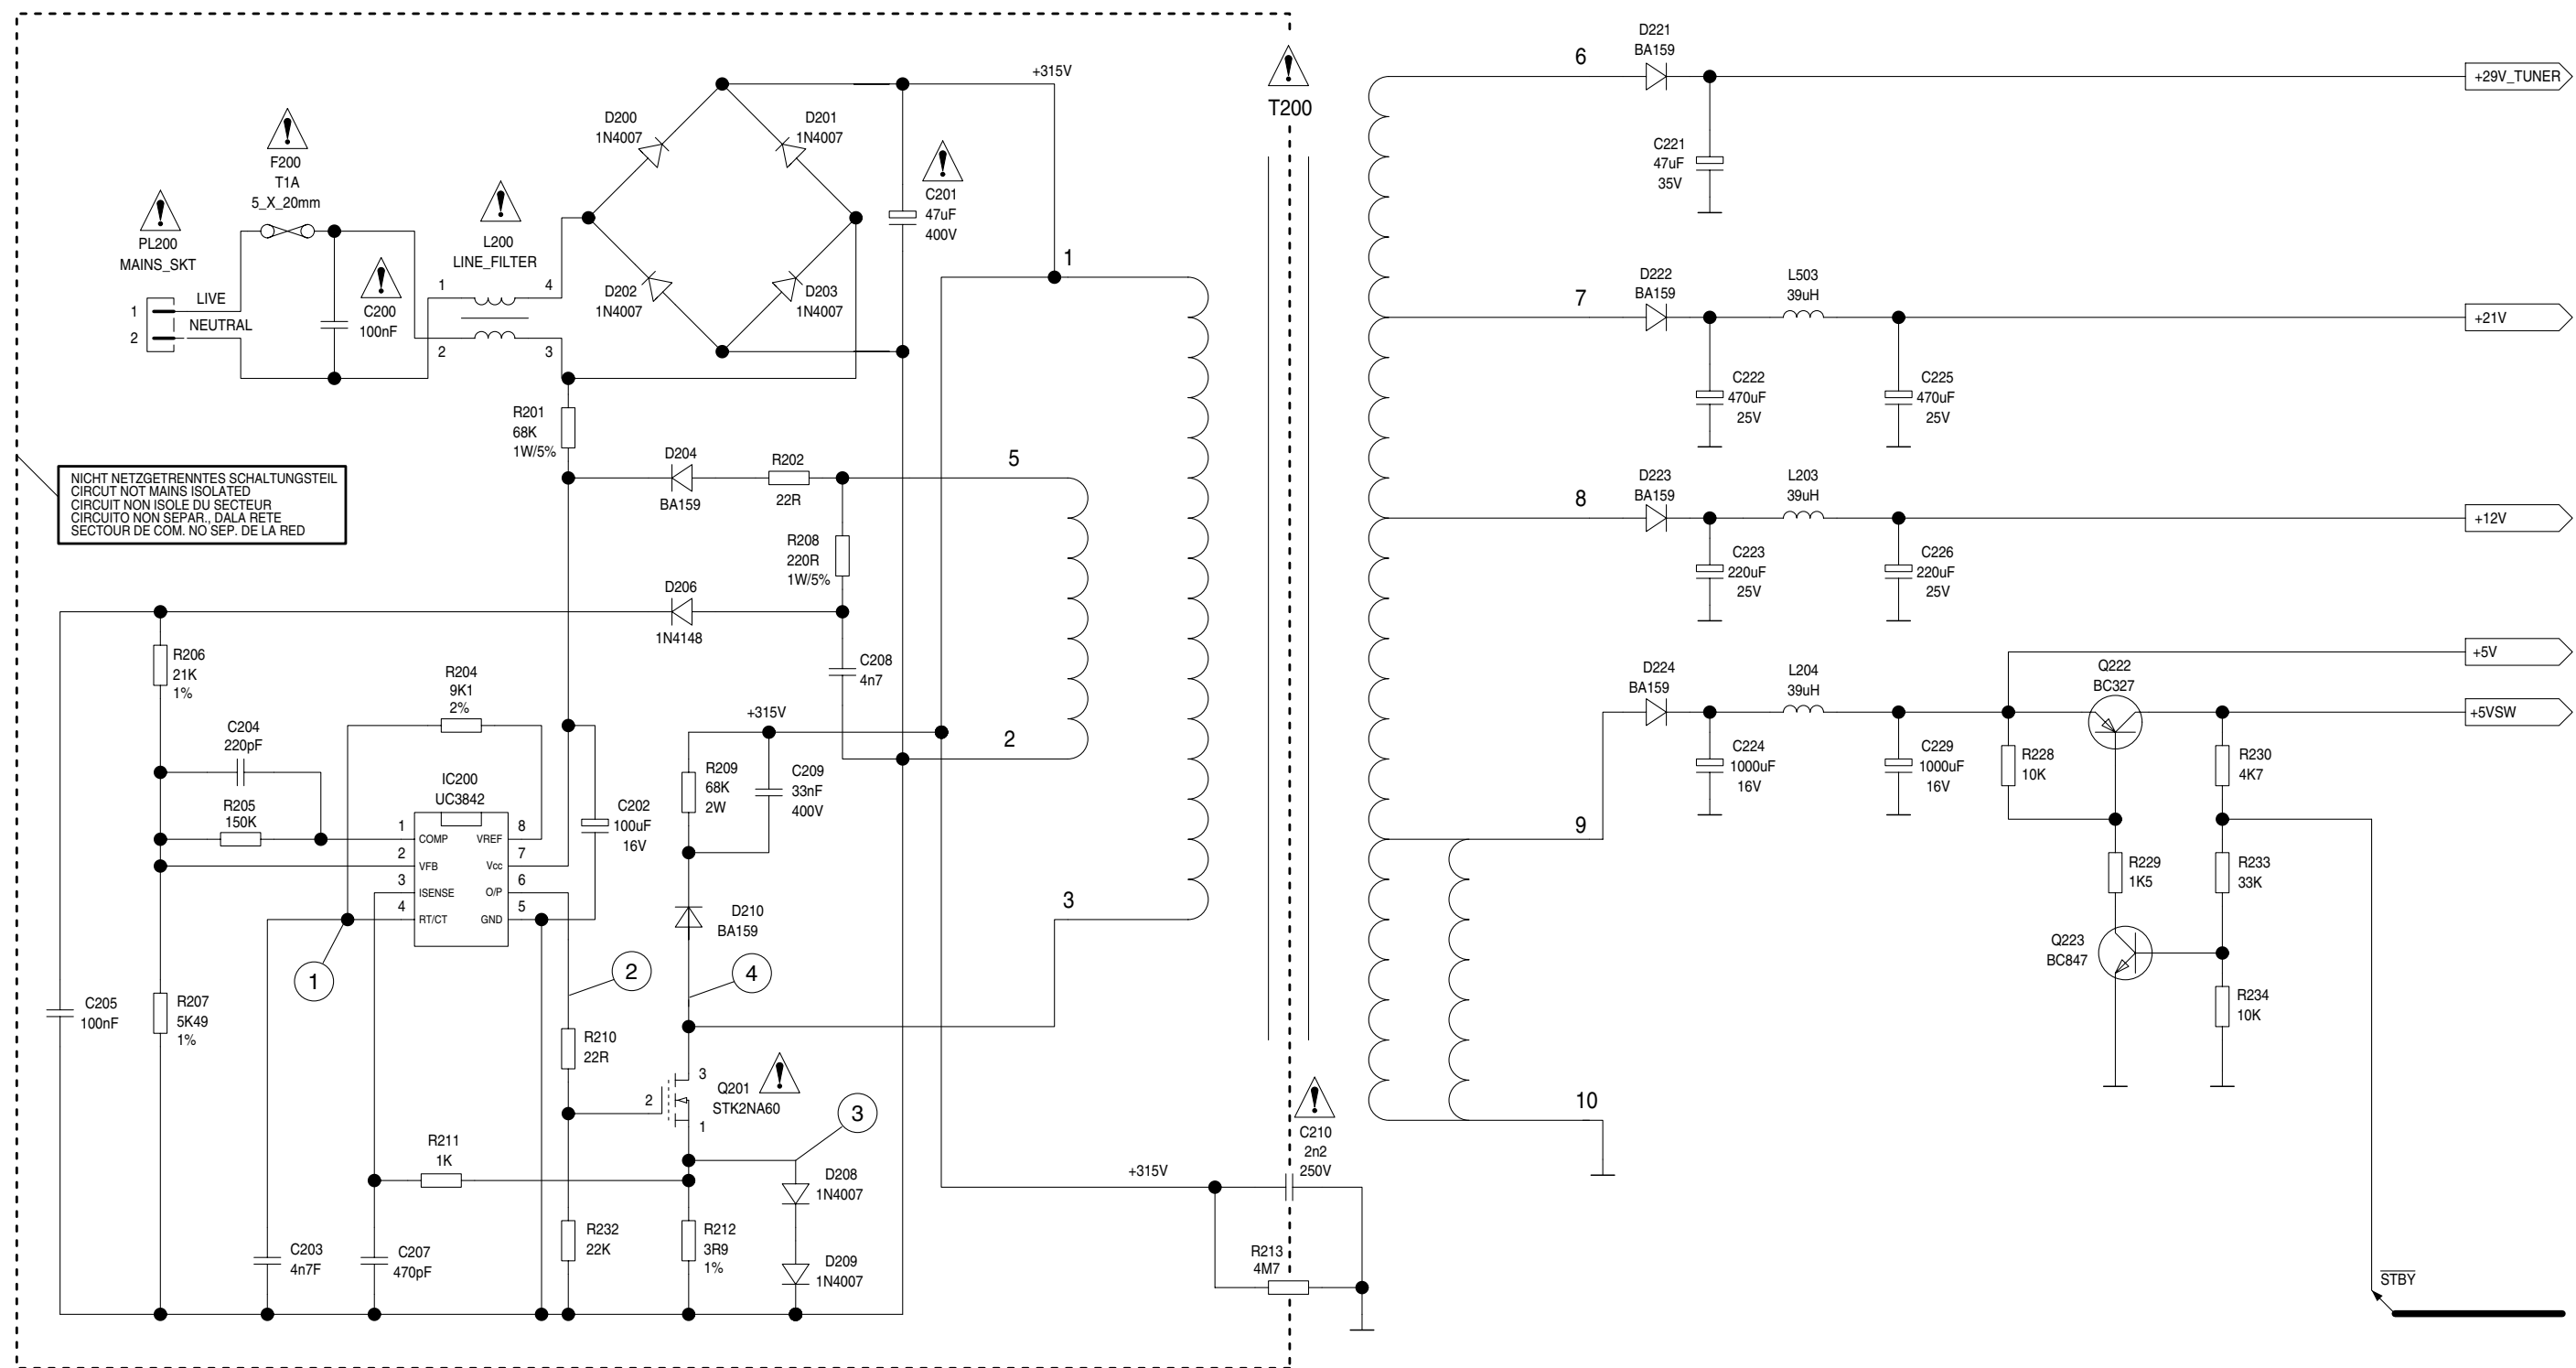 +315V
T200
6
D221
BA159
+29V_TUNER
C221
47uF
35V
D200
1N4007
D201
1N4007
F200
T1A
5_X_20mm
C201
47uF
400V
PL200
MAINS_SKT
L200
LINE_FILTER
C200
100nF
1
LIVE
NEUTRAL
2
1
4
2
3
D202
1N4007
D203
1N4007
1
7
D222
BA159
L503
39uH
+21V
C222
470uF
25V
C225
470uF
25V
R201
68K
1W/5%
D204
BA159
R202
22R
5
8
D223
BA159
L203
39uH
+12V
C223
220uF
25V
C226
220uF
25V
NICHT NETZGETRENNTES SCHALTUNGSTEIL
CIRCUT NOT MAINS ISOLATED
CIRCUIT NON ISOLE DU SECTEUR
CIRCUITO NON SEPAR., DALA RETE
SECTOUR DE COM. NO SEP. DE LA RED
R208
220R
1W/5%
D206
1N4148
C208
4n7
R206
21K
1%
R204
9K1
2%
C204
220pF
R205
150K
IC200
UC3842
1
COMP
VREF
8
2
VFB
Vcc
7
3
ISENSE
O/P
6
4
RT/CT
GND
5
C202
100uF
16V
+315V
R209
68K
2W
C209
33nF
400V
2
D224
BA159
L204
39uH
Q222
BC327
+5V
+5VSW
C224
1000uF
16V
C229
1000uF
16V
R228
10K
R230
4K7
9
R229
1K5
R233
33K
Q223
BC847
R234
10K
3
D210
BA159
1
2
4
C205
100nF
R207
5K49
1%
R210
22R
3
2
1
Q201
STK2NA60
3
10
C210
2n2
250V
R211
1K
+315V
D208
1N4007
R232
22K
R212
3R9
1%
D209
1N4007
C203
4n7F
C207
470pF
R213
4M7
STBY